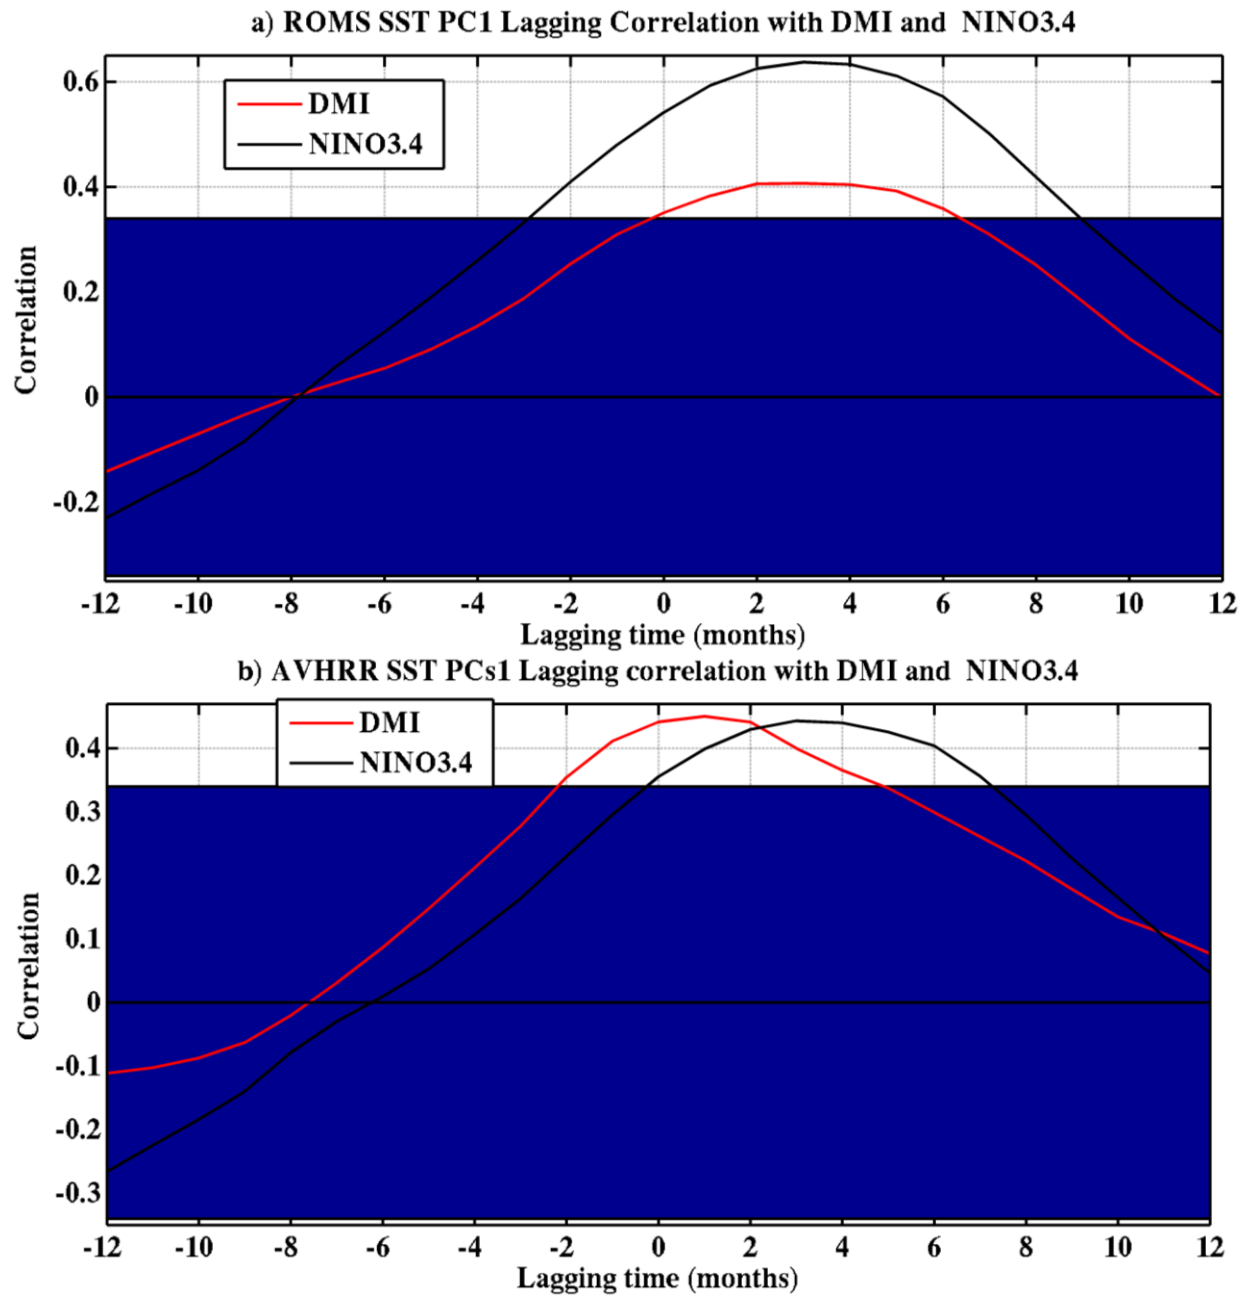 a) ROMS SST PC1 Lagging Correlation with DMI and NINO3.4
DMI
NINO3.4
Correlation
0.6
0.4
0.2
0
-0.2
-12 -10 -8 -6 -4 -2 0 2 4 6 8 10 12
Lagging time (months)
b) AVHRR SST PCs1 Lagging correlation with DMI and NINO3.4
DMI
NINO3.4
Correlation
0.4
0.3
0.2
0.1
0
-0.1
-0.2
-0.3
-12 -10 -8 -6 -4 -2 0 2 4 6 8 10 12
Lagging time (months)